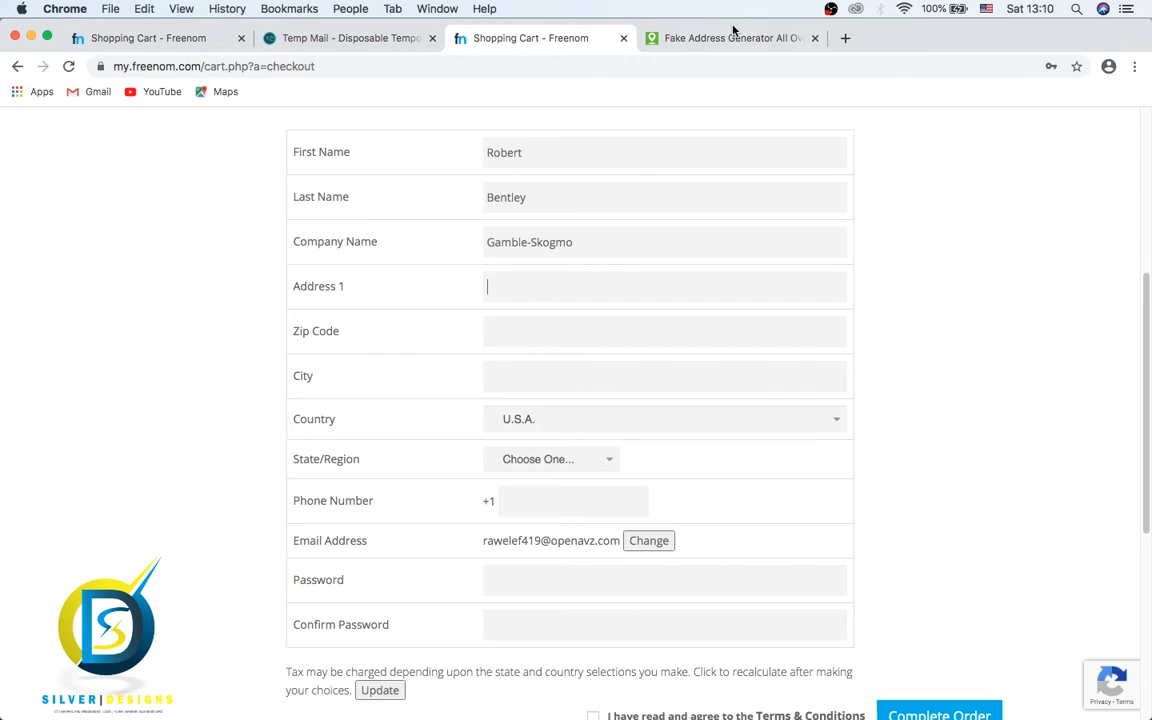 Chrome File Edit View History Bookmarks People Tab Window Help 100% Sat 13:10
Shopping Cart - Freenom Temp Mail - Disposable Tempo Shopping Cart - Freenom Fake Address Generator All Ov
my.freenom.com/cart.php?a=checkout
Apps Gmail YouTube Maps
First Name Robert
Last Name Bentley
Company Name Gamble-Skogmo
Address 1
Zip Code
City
Country U.S.A.
State/Region Choose One...
Phone Number +1
Email Address rawelef419@openavz.com Change
Password
Confirm Password
Tax may be charged depending upon the state and country selections you make. Click to recalculate after making
your choices. Update
I have read and agree to the Terms & Conditions Complete Order
Privacy - Terms
SILVER|DESIGNS